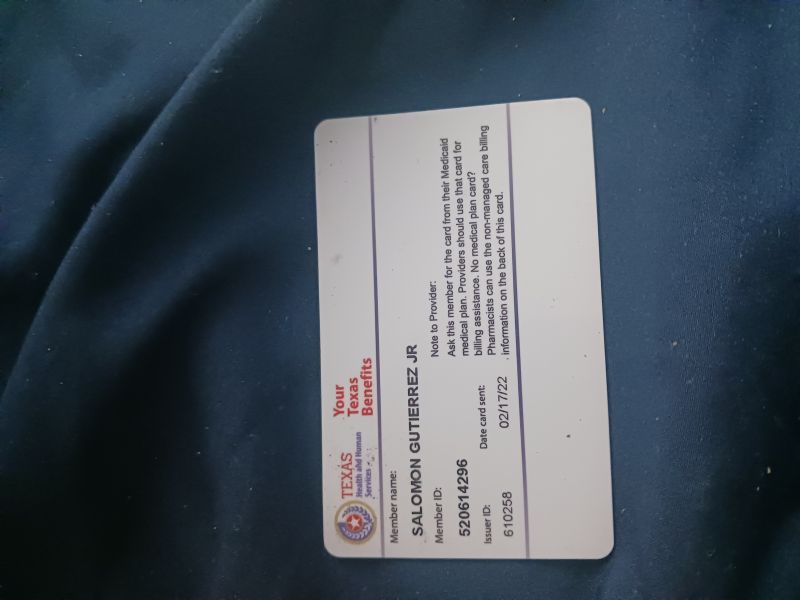 TEXAS
Health and Human
Services
Your
Texas
Benefits
Member name:
SALOMON GUTIERREZ JR
Member ID:
520614296
Issuer ID:
610258
Date card sent:
02/17/22
Note to Provider:
Ask this member for the card from their Medicaid
medical plan. Providers should use that card for
billing assistance. No medical plan card?
Pharmacists can use the non-managed care billing
information on the back of this card.